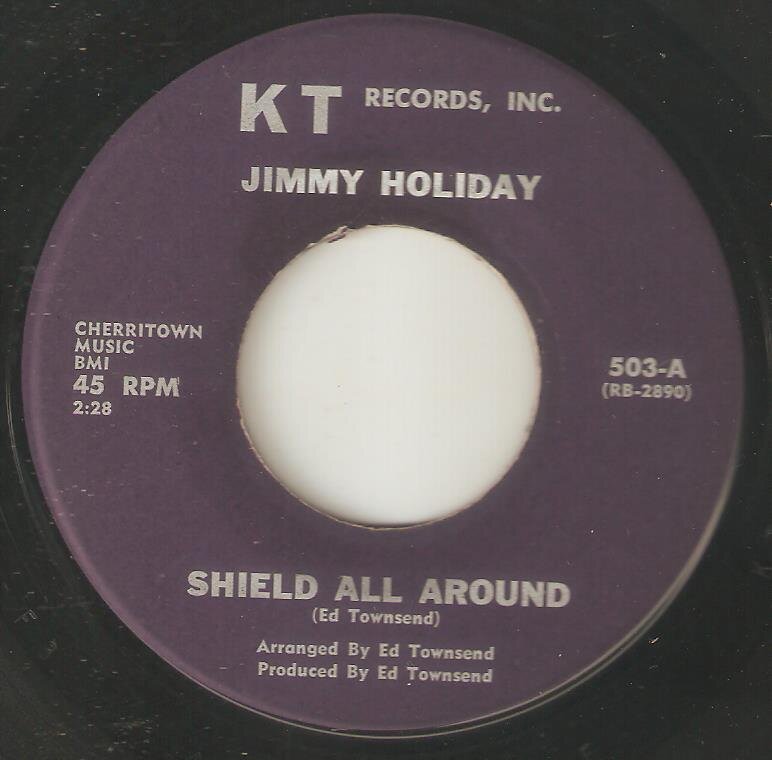 KT RECORDS, INC.
JIMMY HOLIDAY
CHERRITOWN
MUSIC
BMI
45 RPM
2:28
503-A
(RB-2890)
SHIELD ALL AROUND
(Ed Townsend)
Arranged By Ed Townsend
Produced By Ed Townsend